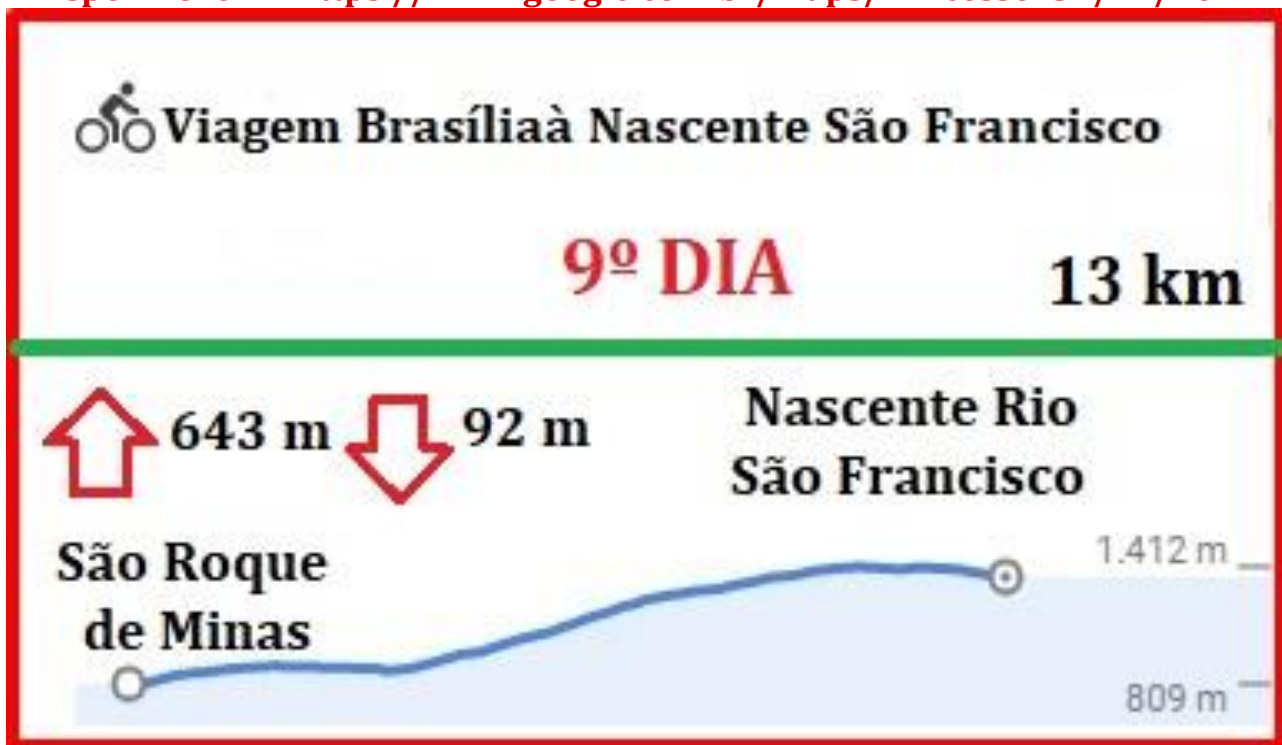 Viagem Brasíliaà Nascente São Francisco
9º DIA
13 km
643 m
92 m
Nascente Rio
São Francisco
São Roque
de Minas
1.412 m
809 m